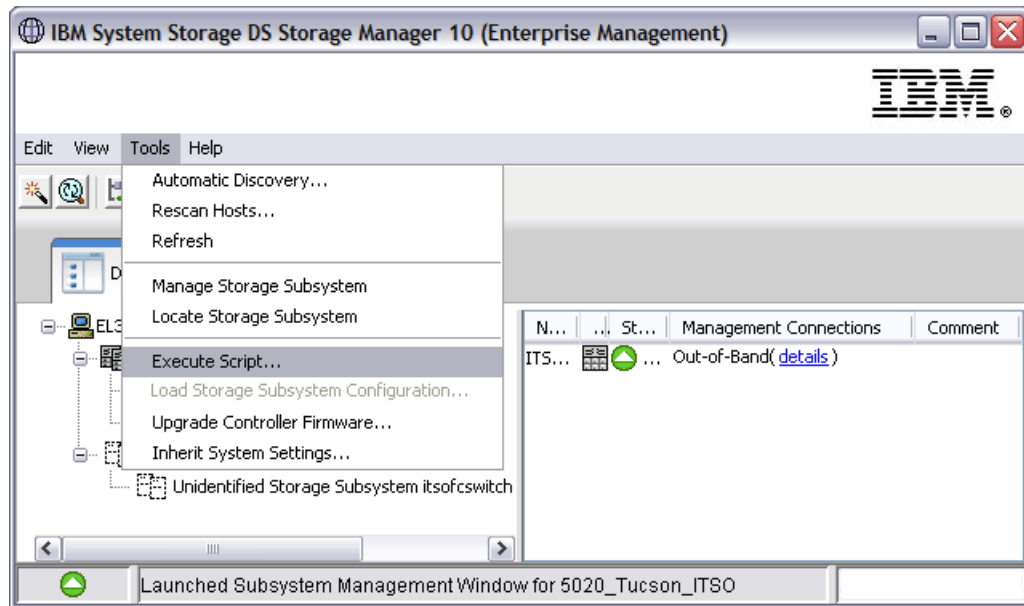 IBM System Storage DS Storage Manager 10 (Enterprise Management)
IBM®
Edit View Tools Help
Automatic Discovery...
Rescan Hosts...
Refresh
D
Manage Storage Subsystem
Locate Storage Subsystem
EL3
N... ... St... Management Connections Comment
Execute Script...
ITS... ... Out-of-Band( details )
Load Storage Subsystem Configuration...
Upgrade Controller Firmware...
Inherit System Settings...
Unidentified Storage Subsystem itsofcswitch
Launched Subsystem Management Window for 5020_Tucson_ITSO